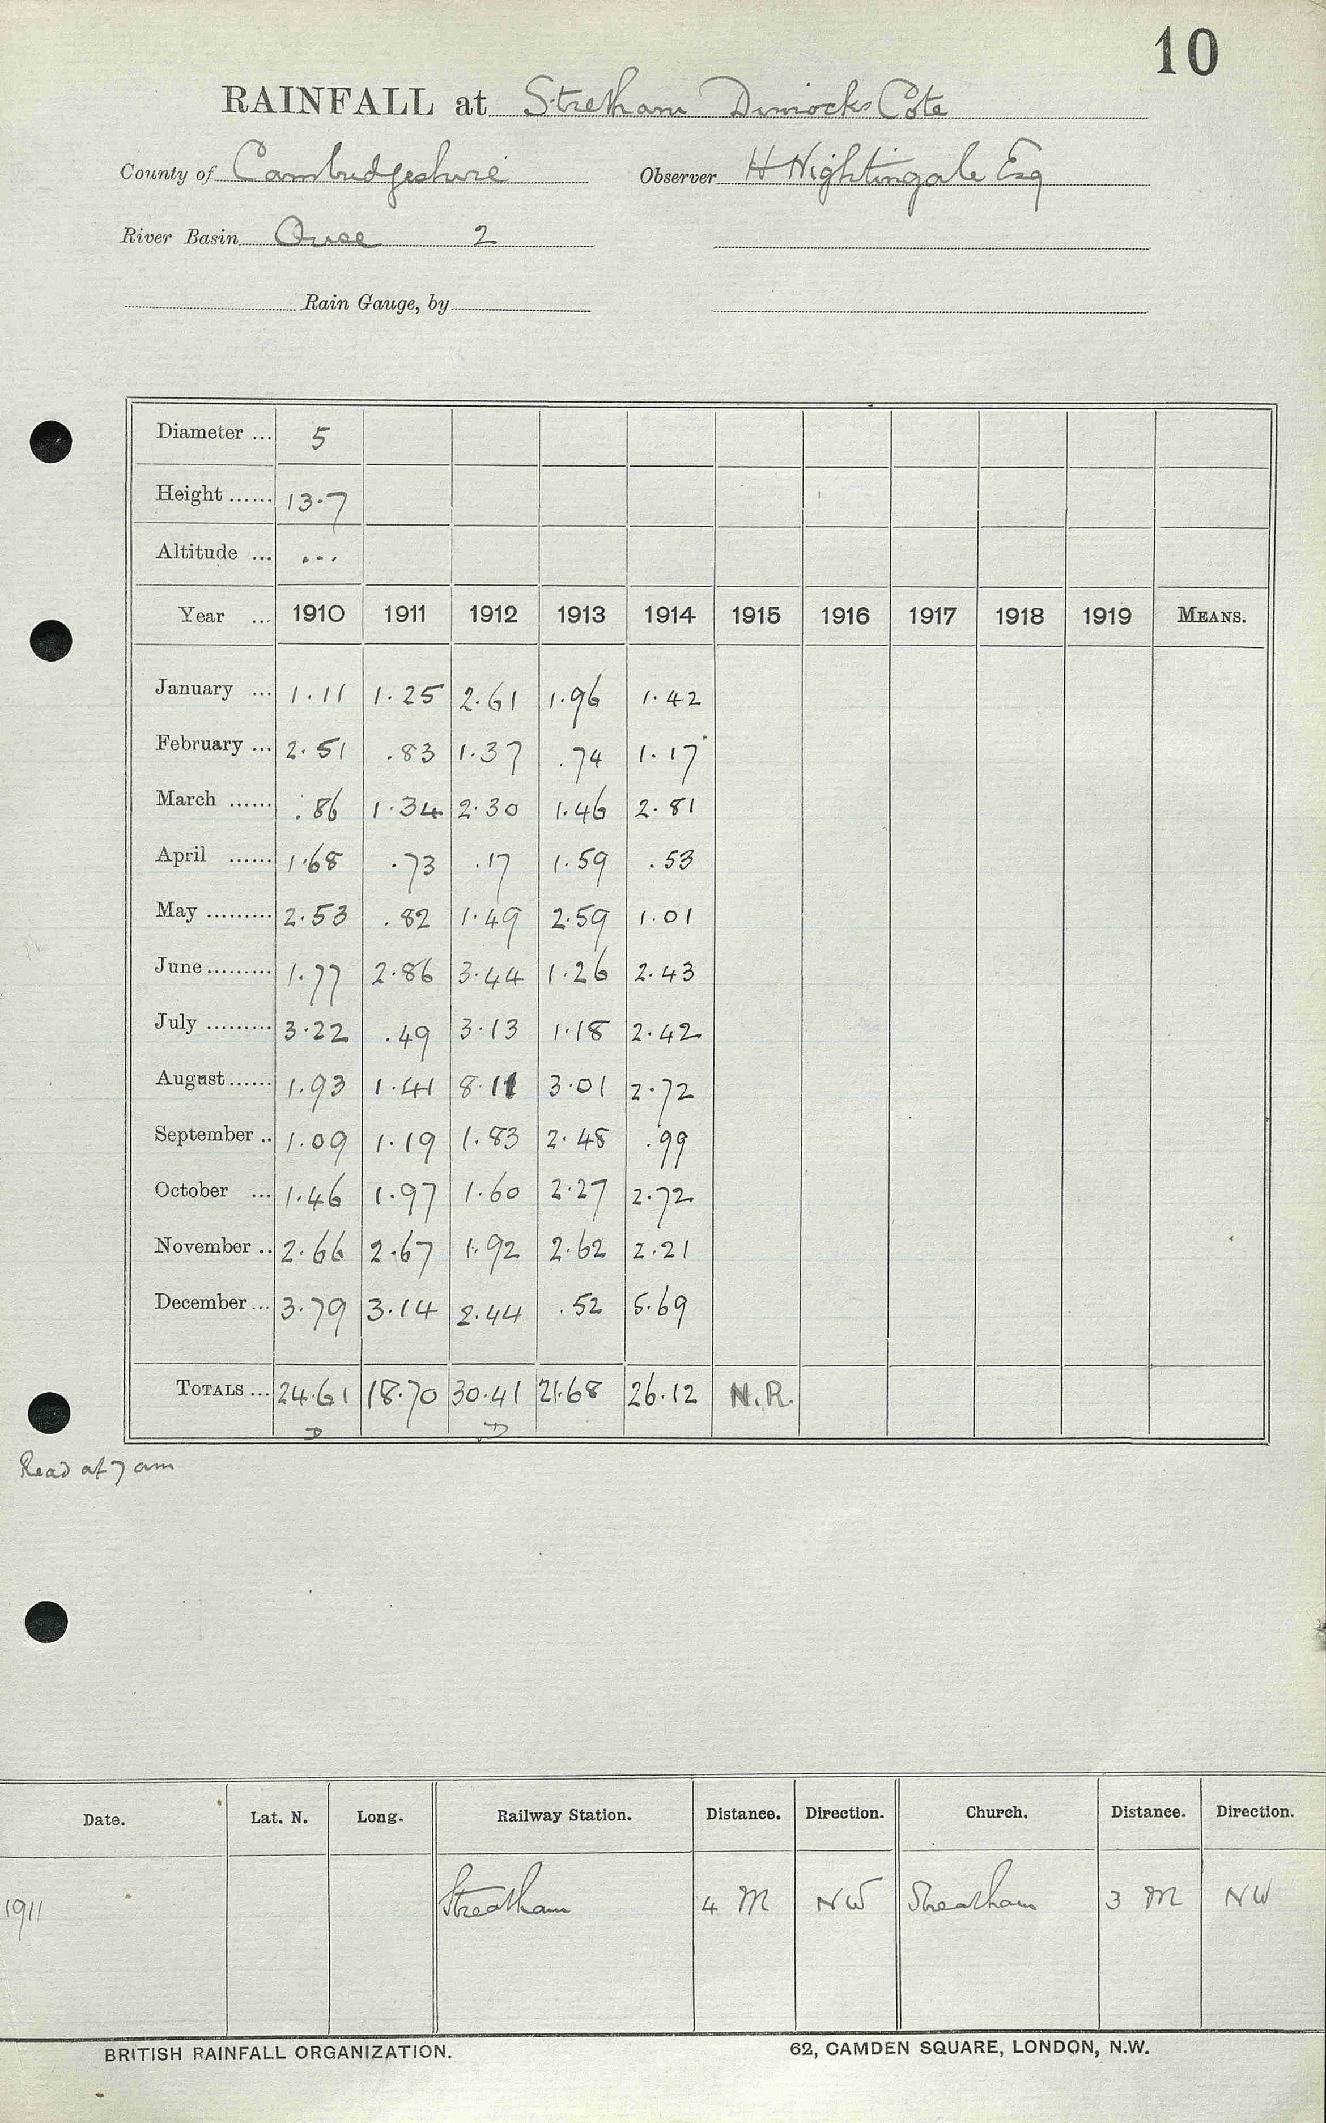 10
RAINFALL at Stretham Dimocks Cote
County of Cambridgeshire Observer H Nightingale Esq
River Basin Ouse 2
Rain Gauge, by
Diameter ... 5
Height ...... 13.7
Altitude ... ...
Year ... 1910 1911 1912 1913 1914 1915 1916 1917 1918 1919 MEANS.
January ... 1.11 1.25 2.61 1.96 1.42
February ... 2.51 .83 1.37 .74 1.17
March ...... .86 1.34 2.30 1.46 2.81
April ...... 1.68 .73 .17 1.59 .53
May ......... 2.53 .82 1.49 2.59 1.01
June ......... 1.77 2.86 3.44 1.26 2.43
July ......... 3.22 .49 3.13 1.18 2.42
August ...... 1.93 1.41 8.11 3.01 2.72
September .. 1.09 1.19 1.83 2.48 .99
October ... 1.46 1.97 1.60 2.27 2.72
November .. 2.66 2.67 1.92 2.62 2.21
December ... 3.79 3.14 2.44 .52 5.69
TOTALS ... 24.61 18.70 30.41 21.68 26.12 N.R.
D D
Read at 7 am
Date. Lat. N. Long. Railway Station. Distance. Direction. Church. Distance. Direction.
1911 Streatham 4 M NW Streatham 3 M NW
BRITISH RAINFALL ORGANIZATION. 62, CAMDEN SQUARE, LONDON, N.W.